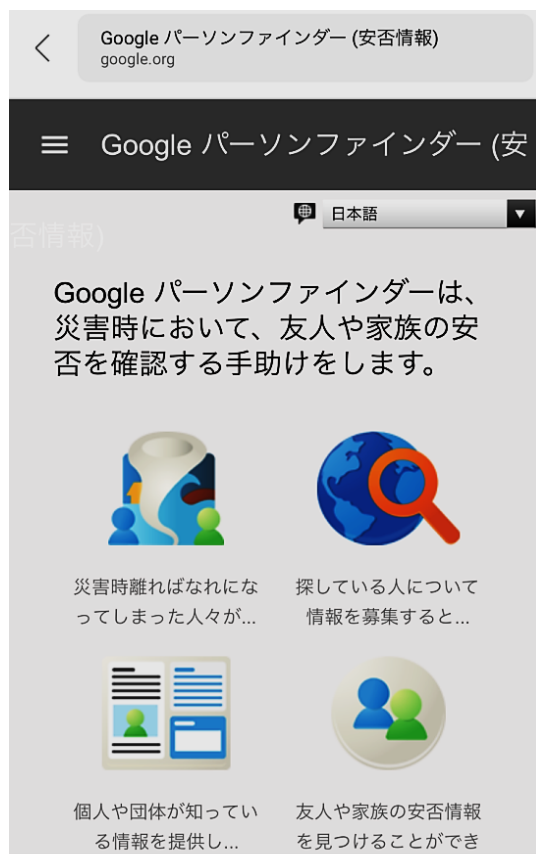 Google パーソンファインダー (安否情報)
google.org
Google パーソンファインダー (安
否情報)
日本語
Google パーソンファインダーは、
災害時において、友人や家族の安
否を確認する手助けをします。
災害時離ればなれにな
ってしまった人々が...
探している人について
情報を募集すると...
個人や団体が知ってい
る情報を提供し...
友人や家族の安否情報
を見つけることができ